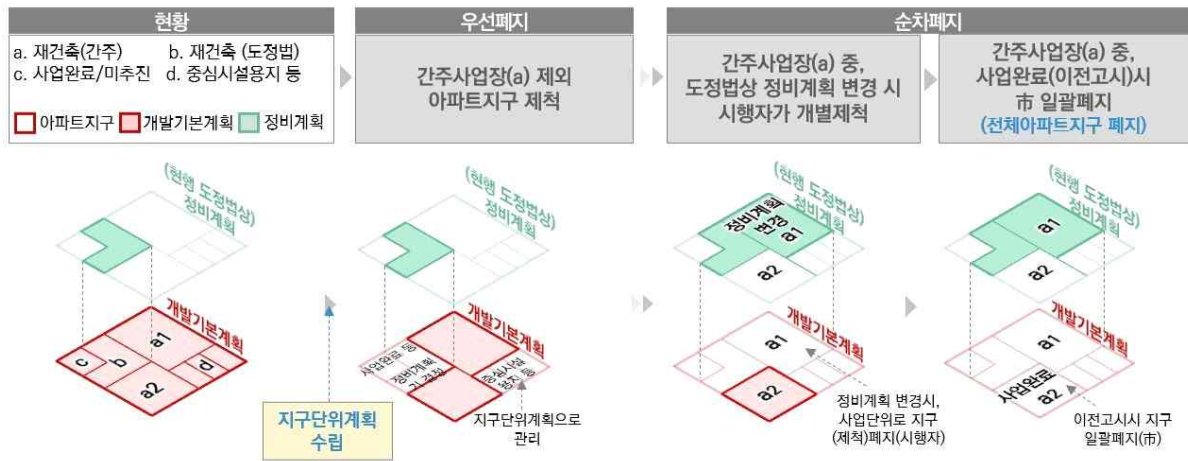 현황
우선폐지
순차폐지
a. 재건축(간주) b. 재건축 (도정법)
c. 사업완료/미추진 d. 중심시설용지 등
아파트지구 개발기본계획 정비계획
간주사업장(a) 제외
아파트지구 제척
간주사업장(a) 중,
도정법상 정비계획 변경 시
시행자가 개별제척
간주사업장(a) 중,
사업완료(이전고시)시
市 일괄폐지
(전체아파트지구 폐지)
(현행 도정법상)
정비계획
개발기본계획
a1
a2
b
c
d
지구단위계획
수립
(현행 도정법상)
정비계획
개발기본계획
사업완료 등
정비계획
기 결정
중심시설
용지 등
지구단위계획으로
관리
(현행 도정법상)
정비계획
정비계획
변경
a1
a2
개발기본계획
a1
a2
정비계획 변경시,
사업단위로 지구
(제척)폐지(시행자)
(현행 도정법상)
정비계획
a1
a2
개발기본계획
a1
사업완료
a2
이전고시시 지구
일괄폐지(市)